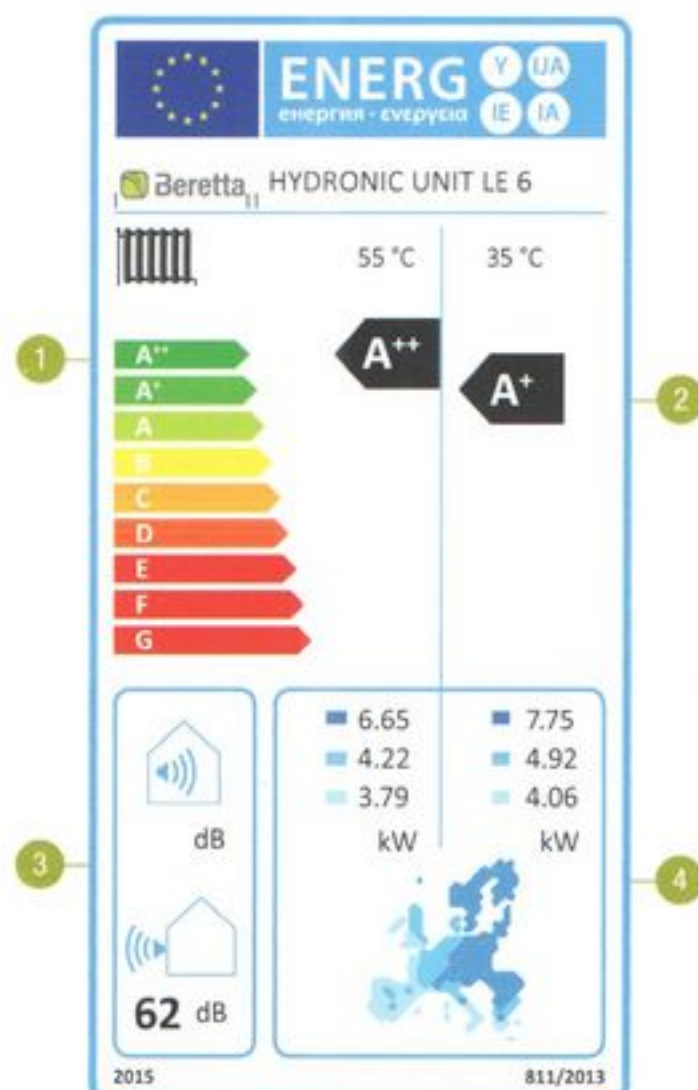 ENERG Y IJA
енергия · ενεργεια IE IA
I Beretta II HYDRONIC UNIT LE 6
55 °C 35 °C
1
A++
A++
A+
A+
2
A
B
C
D
E
F
G
6.65 7.75
4.22 4.92
3.79 4.06
dB kW kW
3
4
62 dB
2015 811/2013